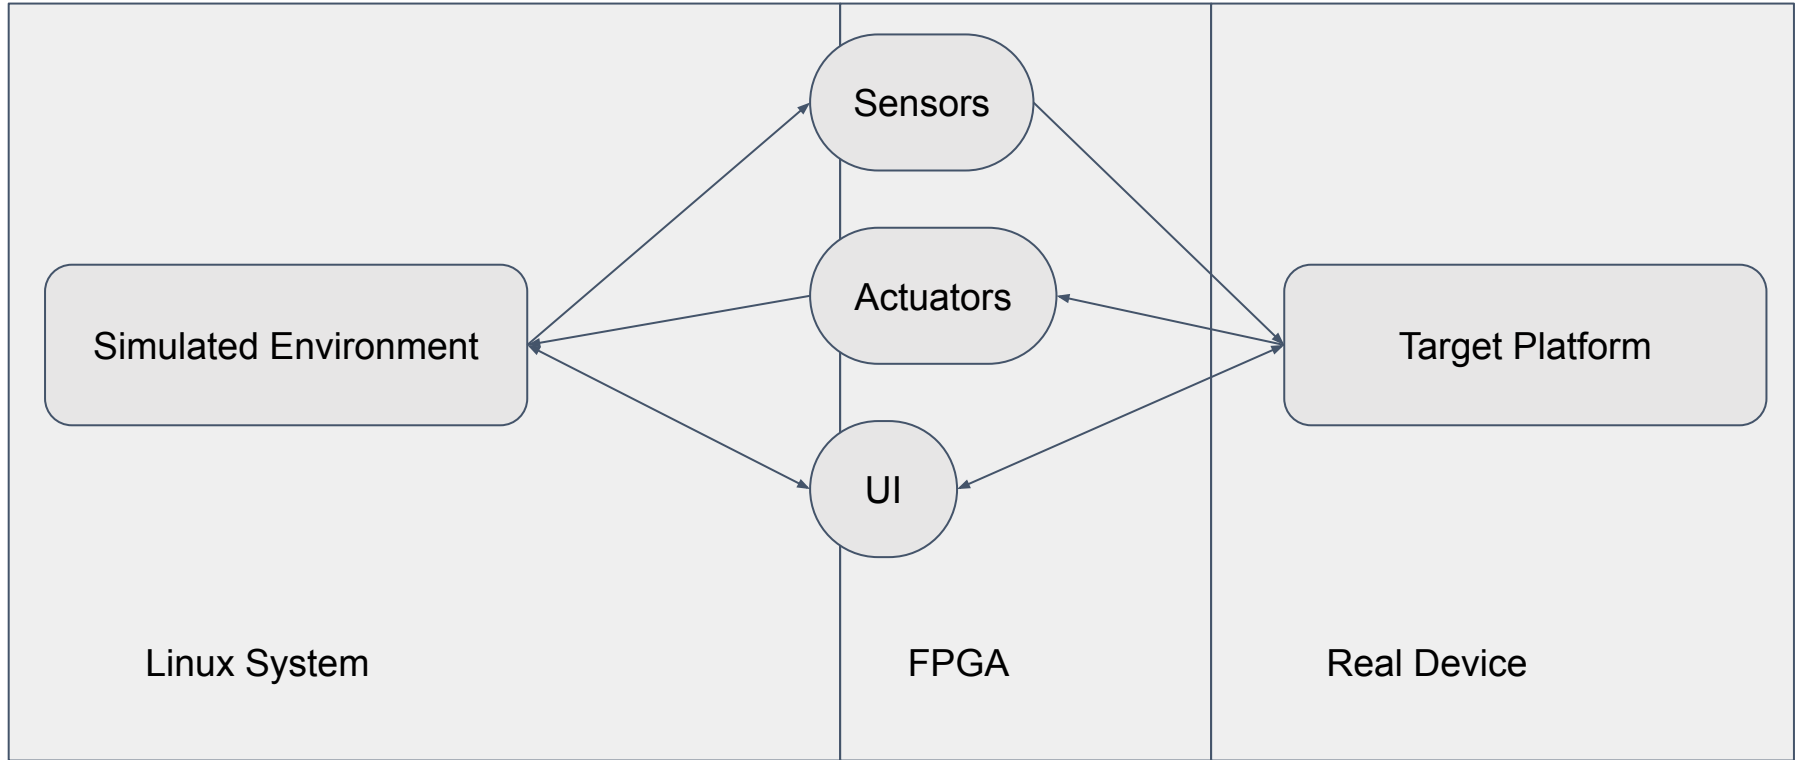 Sensors
Actuators
Simulated Environment
Target Platform
UI
Linux System
FPGA
Real Device